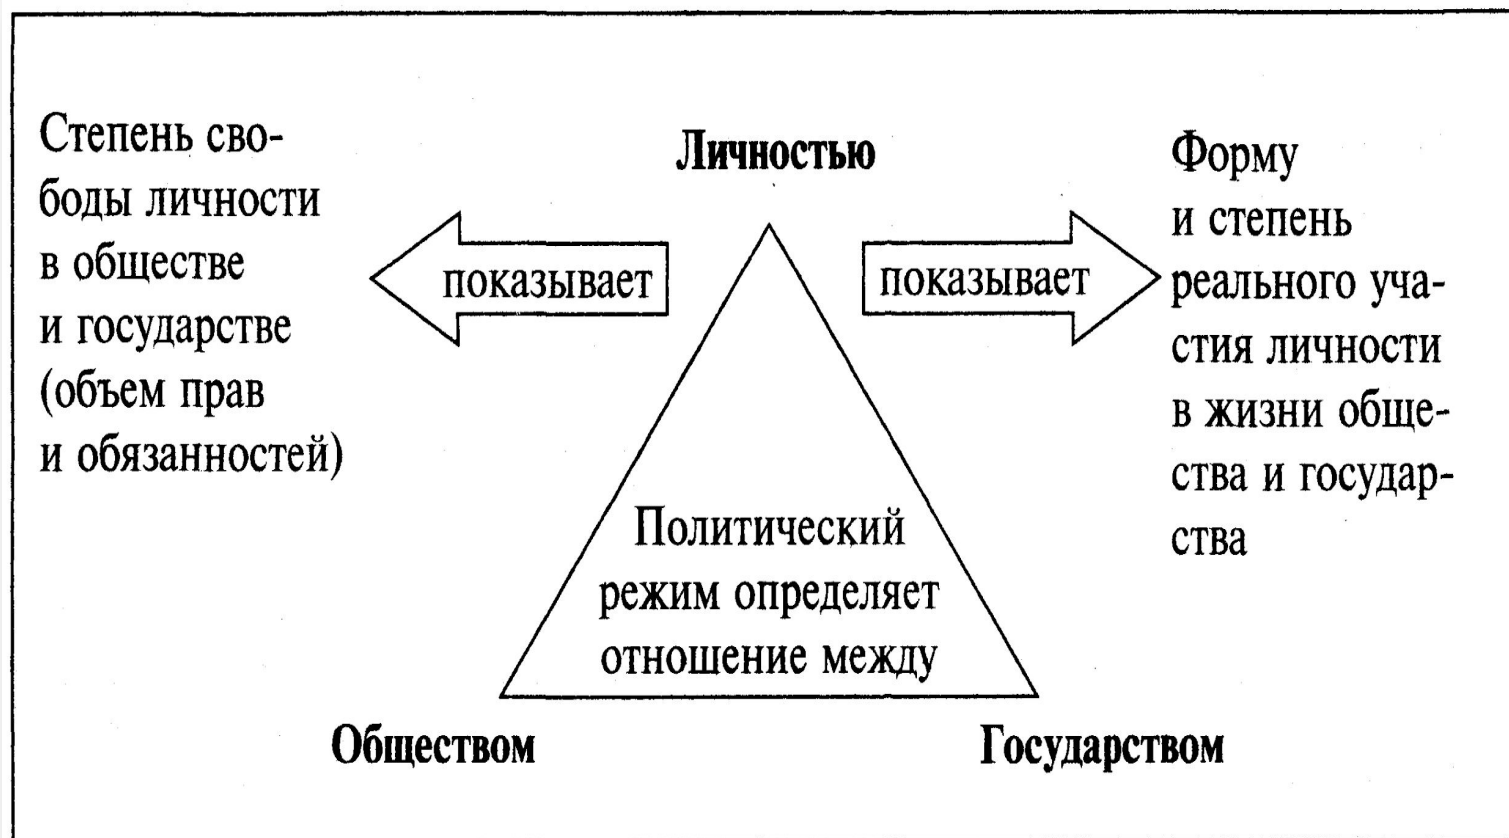 Степень сво-
боды личности
в обществе
и государстве
(объем прав
и обязанностей)
показывает
Личностью
показывает
Форму
и степень
реального уча-
стия личности
в жизни обще-
ства и государ-
ства
Политический
режим определяет
отношение между
Обществом
Государством